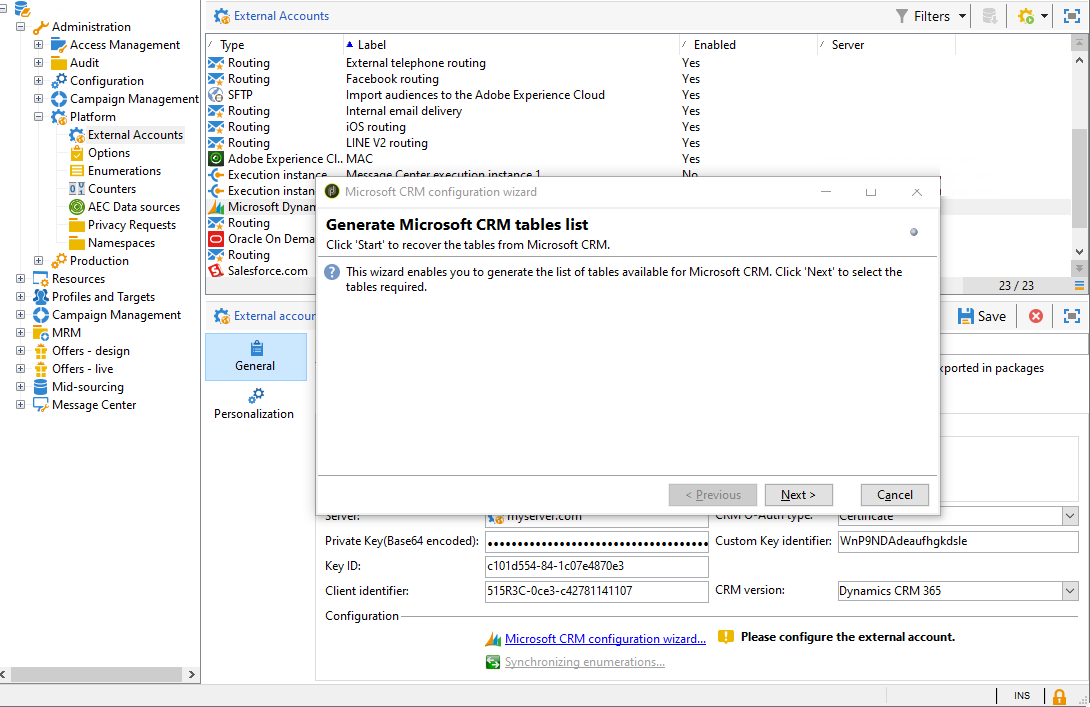 Administration
Access Management
Audit
Configuration
Campaign Management
Platform
External Accounts
Options
Enumerations
Counters
AEC Data sources
Privacy Requests
Namespaces
Production
Resources
Profiles and Targets
Campaign Management
MRM
Offers - design
Offers - live
Mid-sourcing
Message Center
External Accounts
Filters
Type Label Enabled Server
Routing External telephone routing Yes
Routing Facebook routing Yes
SFTP Import audiences to the Adobe Experience Cloud Yes
Routing Internal email delivery Yes
Routing iOS routing Yes
Routing LINE V2 routing Yes
Adobe Experience Cl.. MAC Yes
Execution instance Message Center execution instance 1 No
Execution instan
Microsoft Dynam
Routing
Oracle On Dema
Routing
Salesforce.com
23 / 23
Microsoft CRM configuration wizard
Generate Microsoft CRM tables list
Click 'Start' to recover the tables from Microsoft CRM.
This wizard enables you to generate the list of tables available for Microsoft CRM. Click 'Next' to select the
tables required.
< Previous Next > Cancel
External accoun
Save
General
Personalization
xported in packages
Server: myserver.com CRM O-Auth type: Certificate
Private Key(Base64 encoded): Custom Key identifier: WnP9NDAdeaufhgkdsle
Key ID: c101d554-84-1c07e4870e3
Client identifier: 515R3C-0ce3-c42781141107 CRM version: Dynamics CRM 365
Configuration
Microsoft CRM configuration wizard... Please configure the external account.
Synchronizing enumerations...
INS